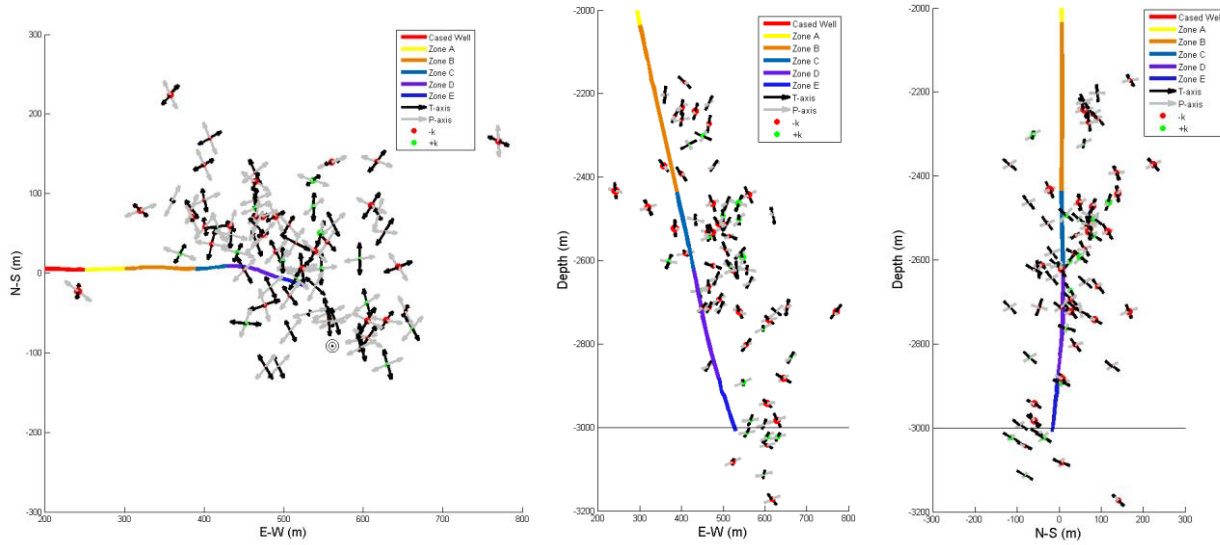 300
200
100
0
-100
-200
-300
N-S (m)
200 300 400 500 600 700 800
E-W (m)
Cased Well
Zone A
Zone B
Zone C
Zone D
Zone E
T-axis
P-axis
-k
+k
-2000
-2200
-2400
-2600
-2800
-3000
-3200
Depth (m)
200 300 400 500 600 700 800
E-W (m)
Cased Well
Zone A
Zone B
Zone C
Zone D
Zone E
T-axis
P-axis
-k
+k
-2000
-2200
-2400
-2600
-2800
-3000
-3200
Depth (m)
-300 -200 -100 0 100 200 300
N-S (m)
Cased Well
Zone A
Zone B
Zone C
Zone D
Zone E
T-axis
P-axis
-k
+k